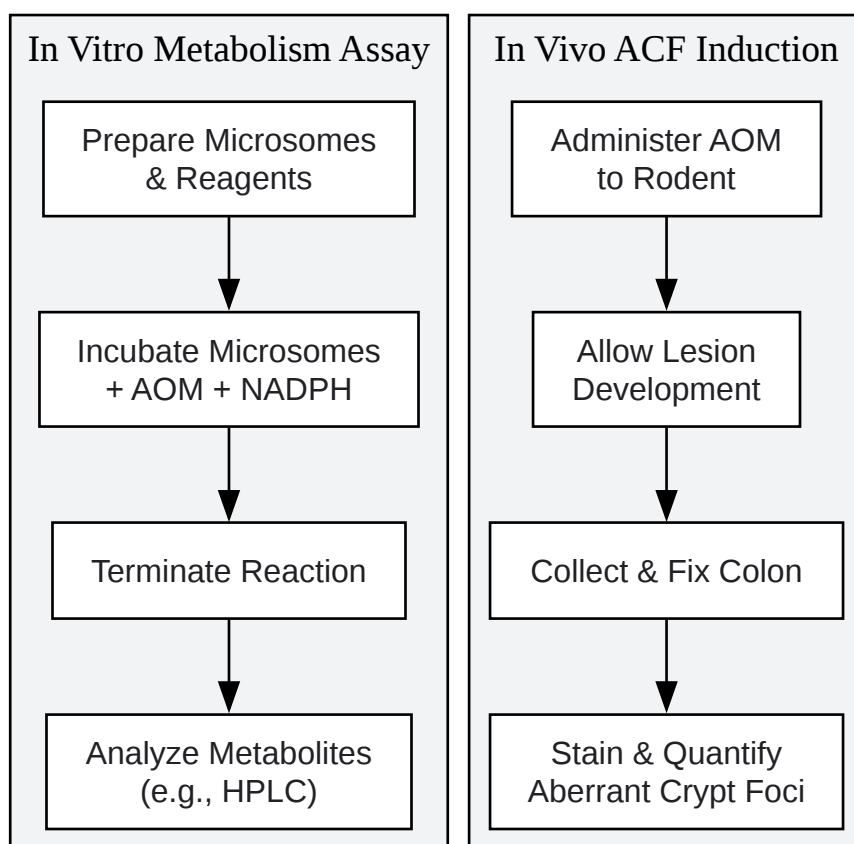 In Vitro Metabolism Assay
Prepare Microsomes
& Reagents
Incubate Microsomes
+ AOM + NADPH
Terminate Reaction
Analyze Metabolites
(e.g., HPLC)
In Vivo ACF Induction
Administer AOM
to Rodent
Allow Lesion
Development
Collect & Fix Colon
Stain & Quantify
Aberrant Crypt Foci